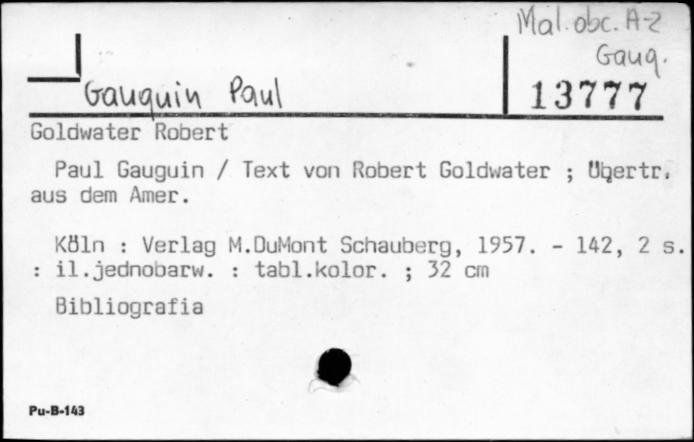 Mal. obc. A-Z
Gaug.
Gauguin Paul
13777
Goldwater Robert
Paul Gauguin / Text von Robert Goldwater ; Übertr.
aus dem Amer.
Köln : Verlag M.DuMont Schauberg, 1957. - 142, 2 s.
: il.jednobarw. : tabl.kolor. ; 32 cm
Bibliografia
Pu-B-143